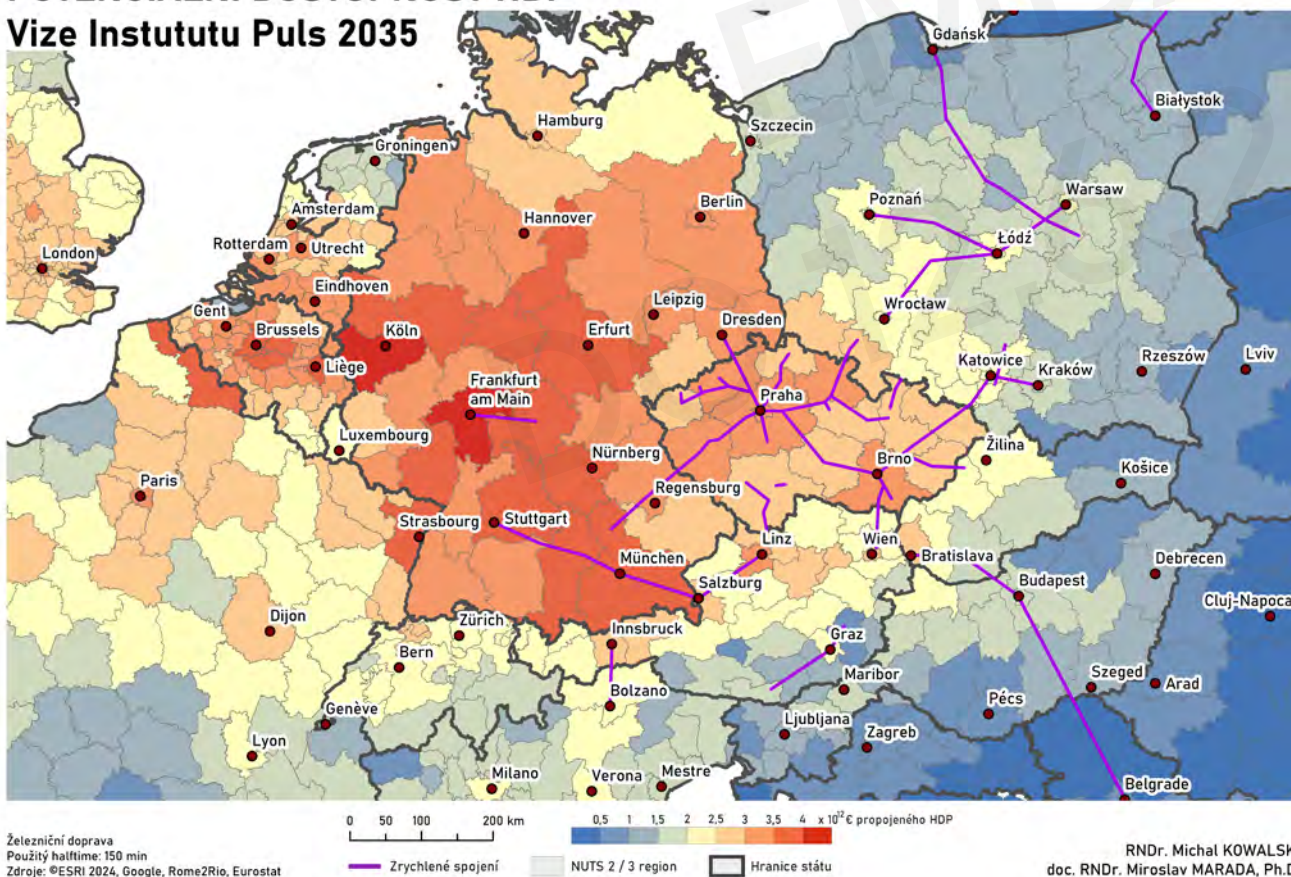 Vize Instututu Puls 2035
Gdańsk
Białystok
Hamburg
Szczecin
Groningen
Amsterdam
Hannover
Berlin
Poznań
Warsaw
Rotterdam
Utrecht
Łódź
London
Eindhoven
Leipzig
Wrocław
Gent
Brussels
Köln
Erfurt
Dresden
Liège
Katowice
Kraków
Rzeszów
Lviv
Frankfurt
am Main
Praha
Luxembourg
Nürnberg
Brno
Žilina
Košice
Paris
Regensburg
Strasbourg
Stuttgart
Linz
Wien
Bratislava
München
Salzburg
Budapest
Debrecen
Cluj-Napoca
Dijon
Zürich
Innsbruck
Bern
Graz
Maribor
Szeged
Arad
Bolzano
Pécs
Genève
Ljubljana
Zagreb
Lyon
Milano
Verona
Mestre
Belgrade
0 50 100 200 km
0,5 1 1,5 2 2,5 3 3,5 4 x 10¹² € propojeného HDP
Železniční doprava
Použitý halftime: 150 min
Zdroje: ©ESRI 2024, Google, Rome2Rio, Eurostat
Zrychlené spojení
NUTS 2 / 3 region
Hranice státu
RNDr. Michal KOWALSK
doc. RNDr. Miroslav MARADA, Ph.D